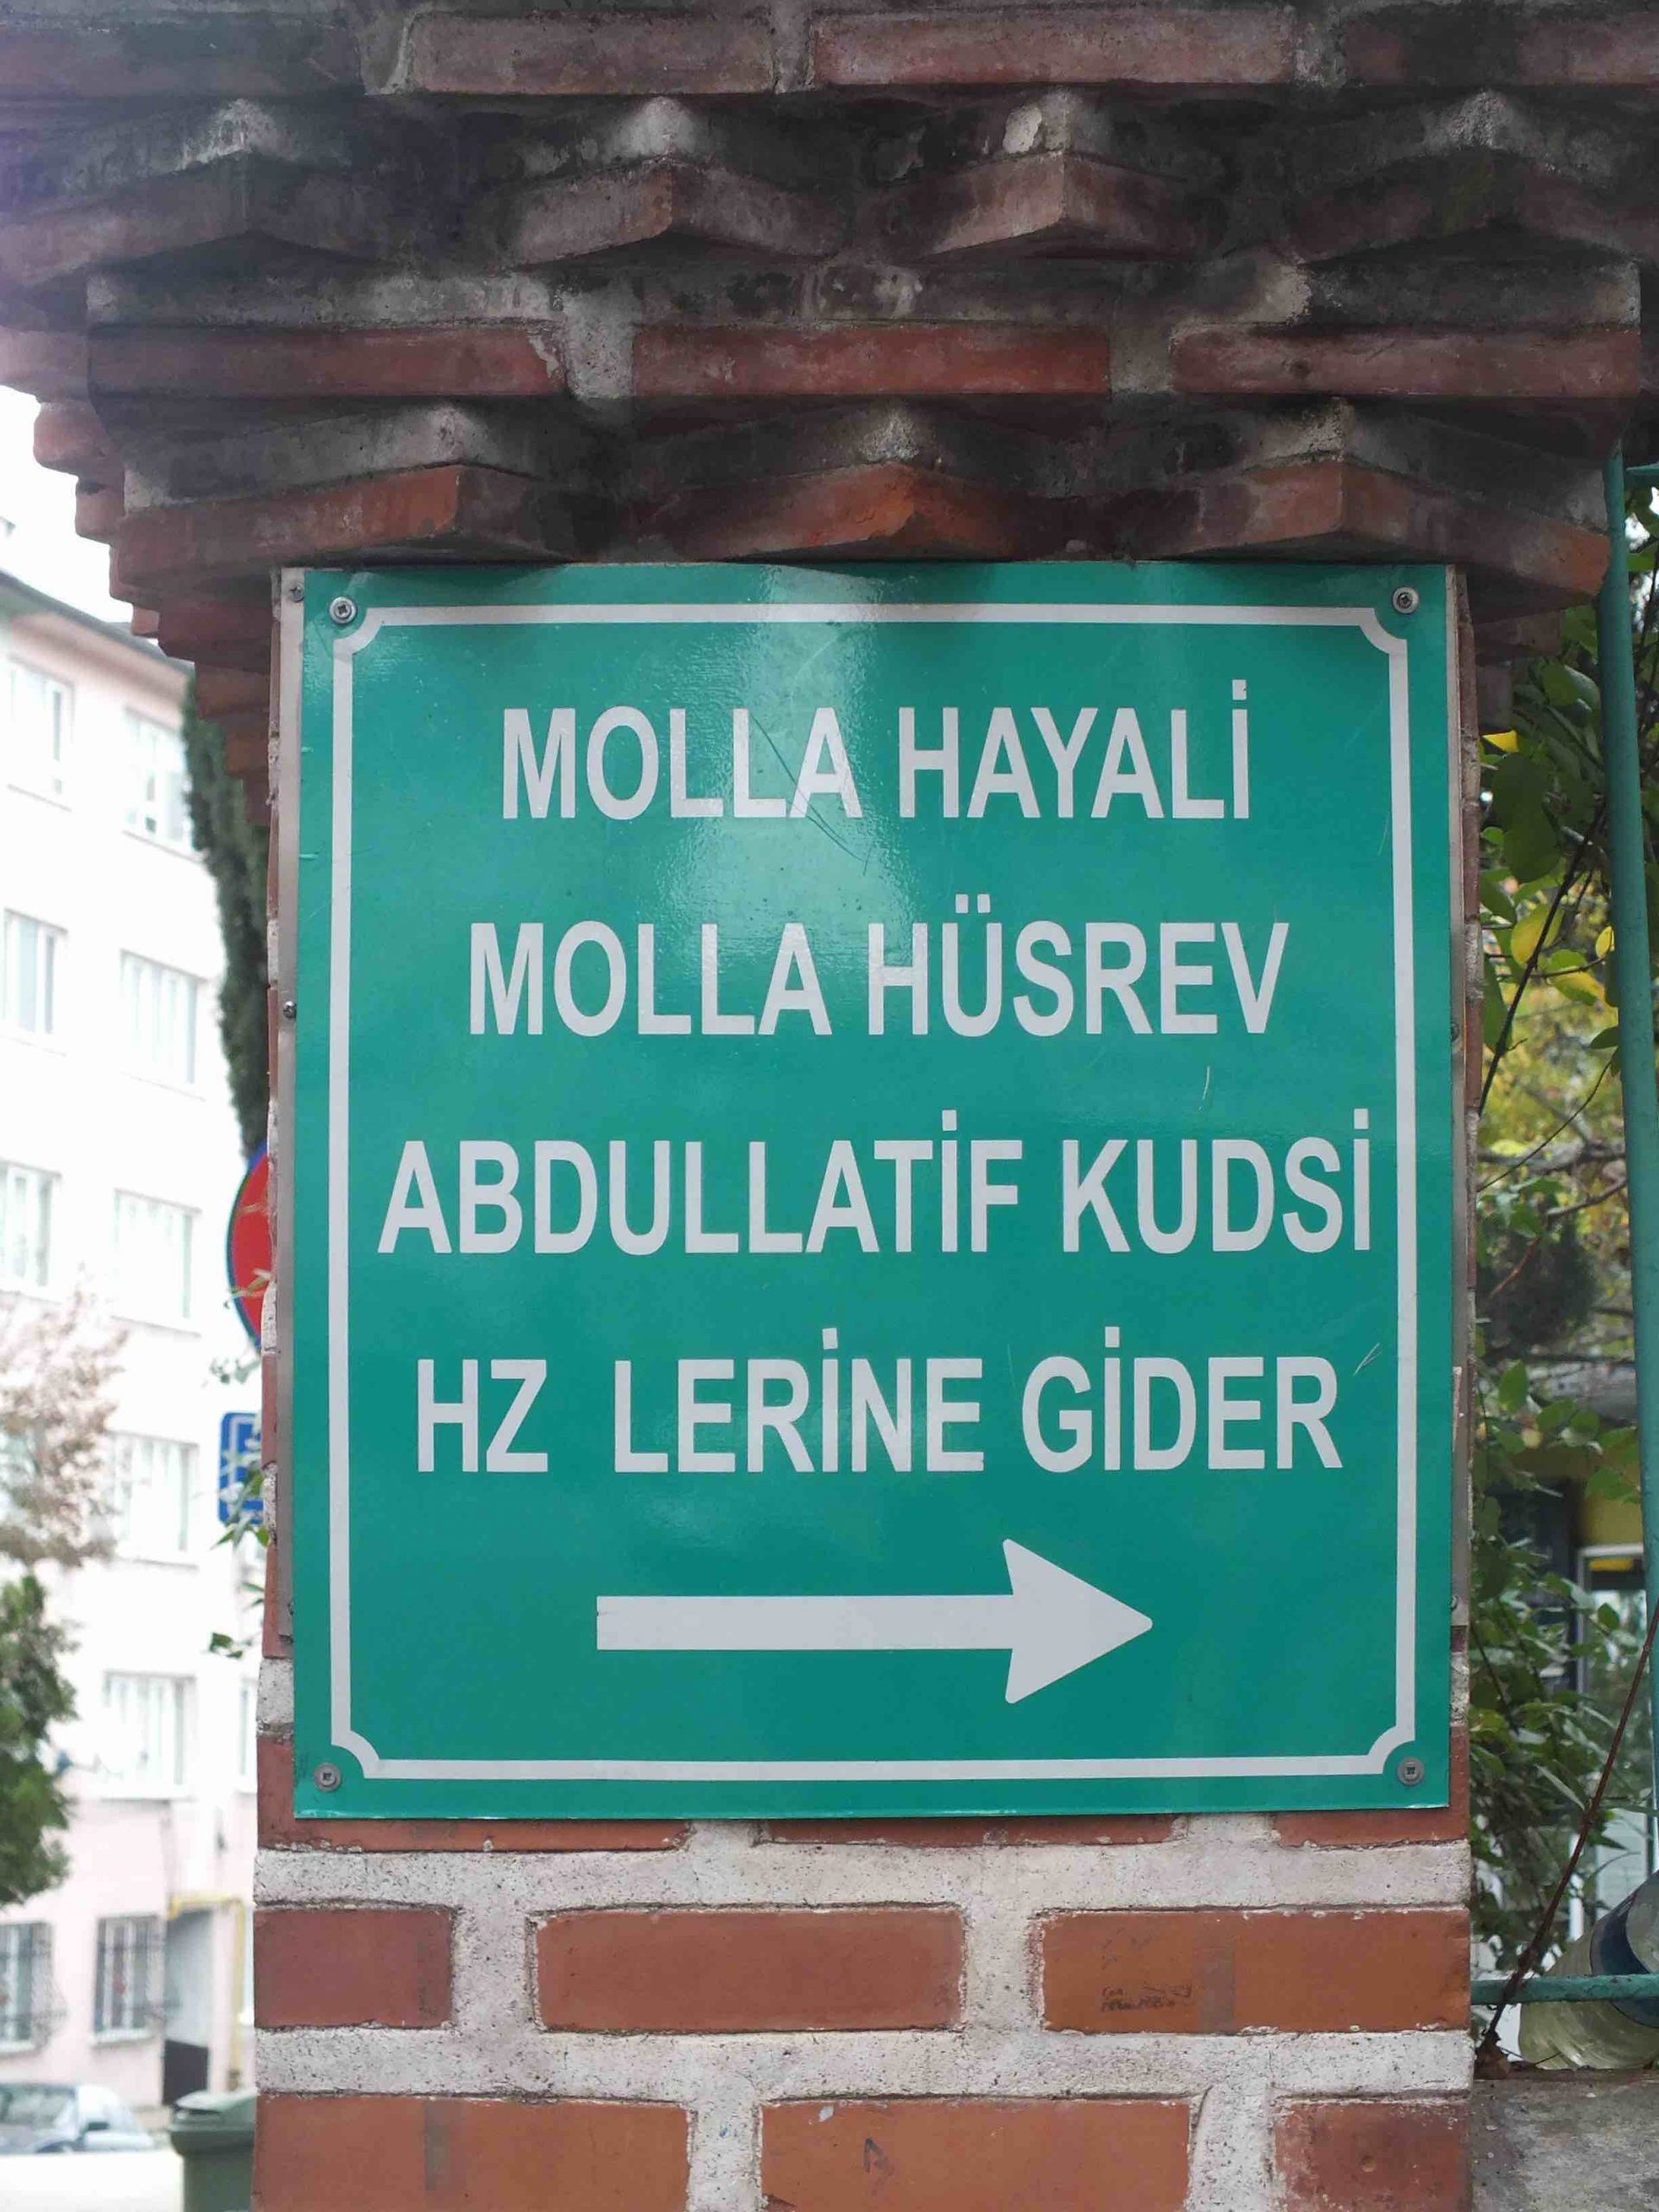 MOLLA HAYALİ
MOLLA HÜSREV
ABDULLATİF KUDSİ
HZ LERİNE GİDER